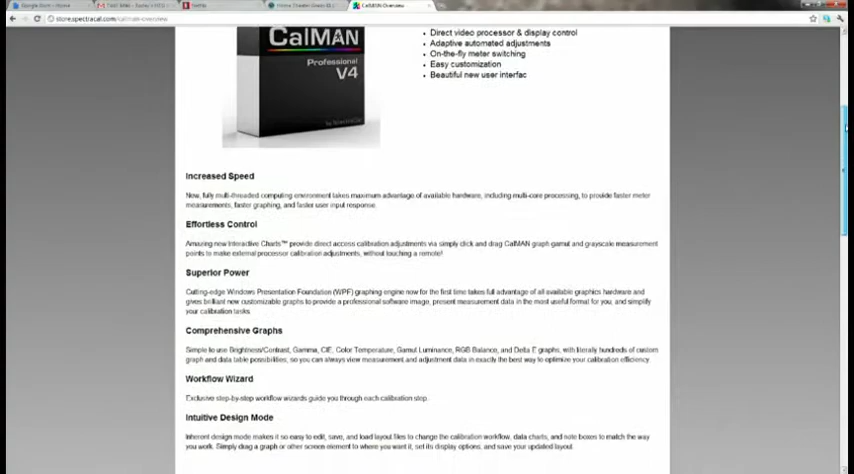 CalMAN Overview
store.spectracal.com/calman-overview
CalMAN
Professional
V4
Direct video processor & display control
Adaptive automated adjustments
On-the-fly meter switching
Easy customization
Beautiful new user interfac
Increased Speed
Now, fully multi-threaded computing environment takes maximum advantage of available hardware, including multi-core processing, to provide faster meter
measurements, faster graphing, and faster user input response.
Effortless Control
Amazing new Interactive Charts™ provide direct access calibration adjustments via simply click and drag CalMAN graph gamut and grayscale measurement
points to make external processor calibration adjustments, without touching a remote!
Superior Power
Cutting-edge Windows Presentation Foundation (WPF) graphing engine now for the first time takes full advantage of all available graphics hardware and
gives brilliant new customizable graphs to provide a professional software image, present measurement data in the most useful format for you, and simplify
your calibration tasks.
Comprehensive Graphs
Simple to use Brightness/Contrast, Gamma, CIE, Color Temperature, Gamut Luminance, RGB Balance, and Delta E graphs, with literally hundreds of custom
graph and data table possibilities, so you can always view measurement and adjustment data in exactly the best way to optimize your calibration efficiency.
Workflow Wizard
Exclusive step-by-step workflow wizards guide you through each calibration step.
Intuitive Design Mode
Inherent design mode makes it so easy to edit, save, and load layout files to change the calibration workflow, data charts, and note boxes to match the way
you work. Simply drag a graph or other screen element to where you want it, set its display options, and save your updated layout.